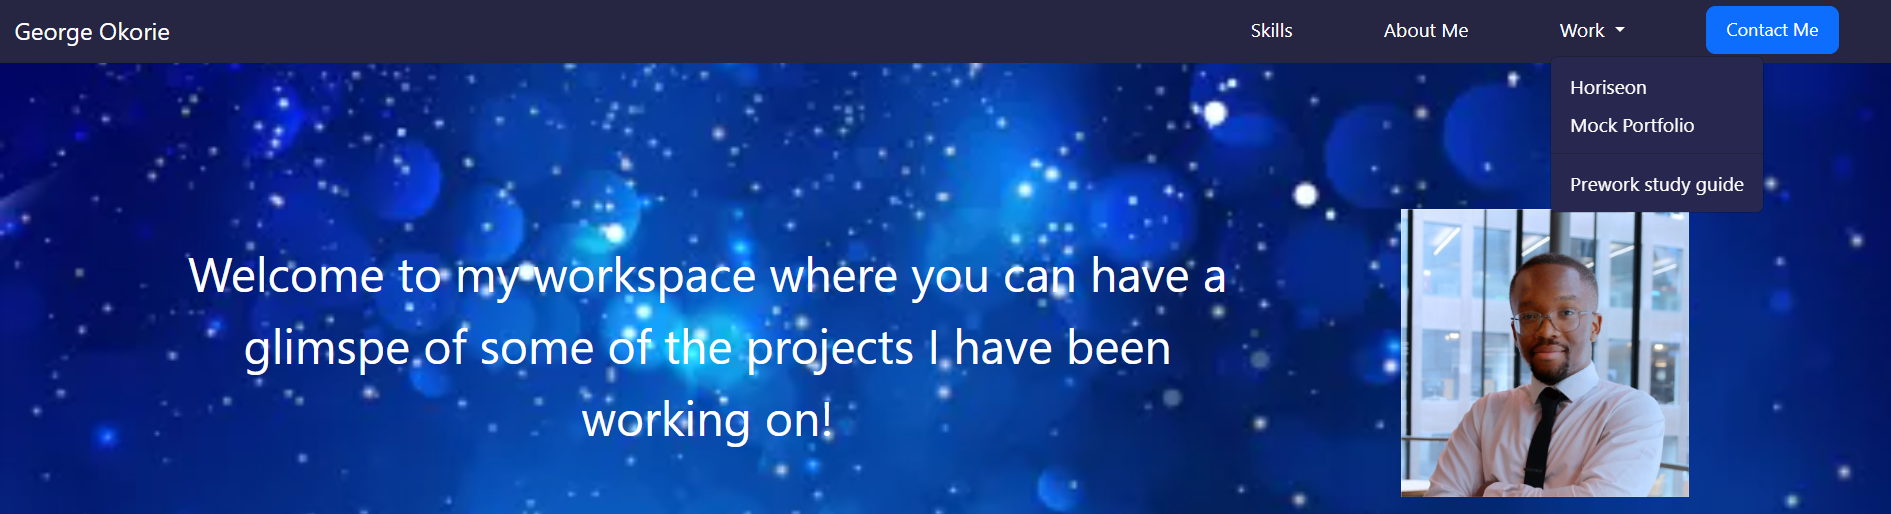 George Okorie
Skills
About Me
Work
Contact Me
Horiseon
Mock Portfolio
Prework study guide
Welcome to my workspace where you can have a
glimspe of some of the projects I have been
working on!